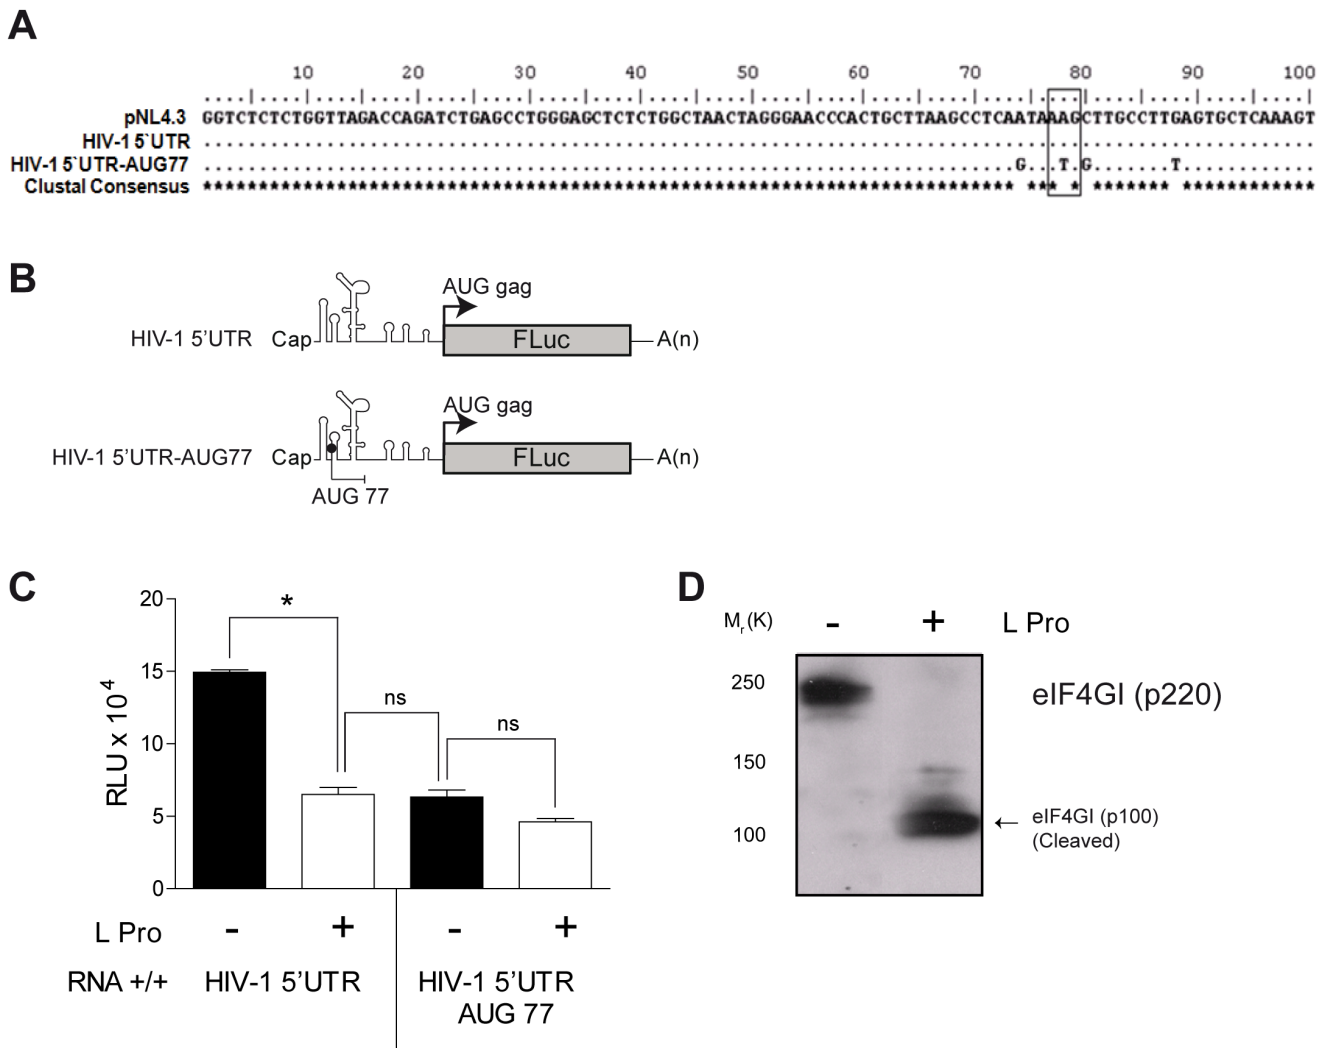 A
10 20 30 40 50 60 70 80 90 100
pNL4.3 GGTCTCTCTGGTTAGACCAGATCTGAGCCTGGGAGCTCTCTGGCTAACTAGGGAACCCACTGCTTAAGCCTCAATAAAGCTTGCCTTGAGTGCTCAAAGT
HIV-1 5`UTR
HIV-1 5`UTR-AUG77 G T G T
Clustal Consensus
B
AUG gag
HIV-1 5'UTR Cap FLuc A(n)
AUG gag
HIV-1 5'UTR-AUG77 Cap FLuc A(n)
AUG 77
C
RLU x 10⁴
20
15
10
5
0
*
ns
ns
L Pro - + - +
RNA +/+ HIV-1 5'UTR HIV-1 5'UTR
AUG 77
D
Mr(K) - + L Pro
250 eIF4GI (p220)
150
100
eIF4GI (p100)
(Cleaved)